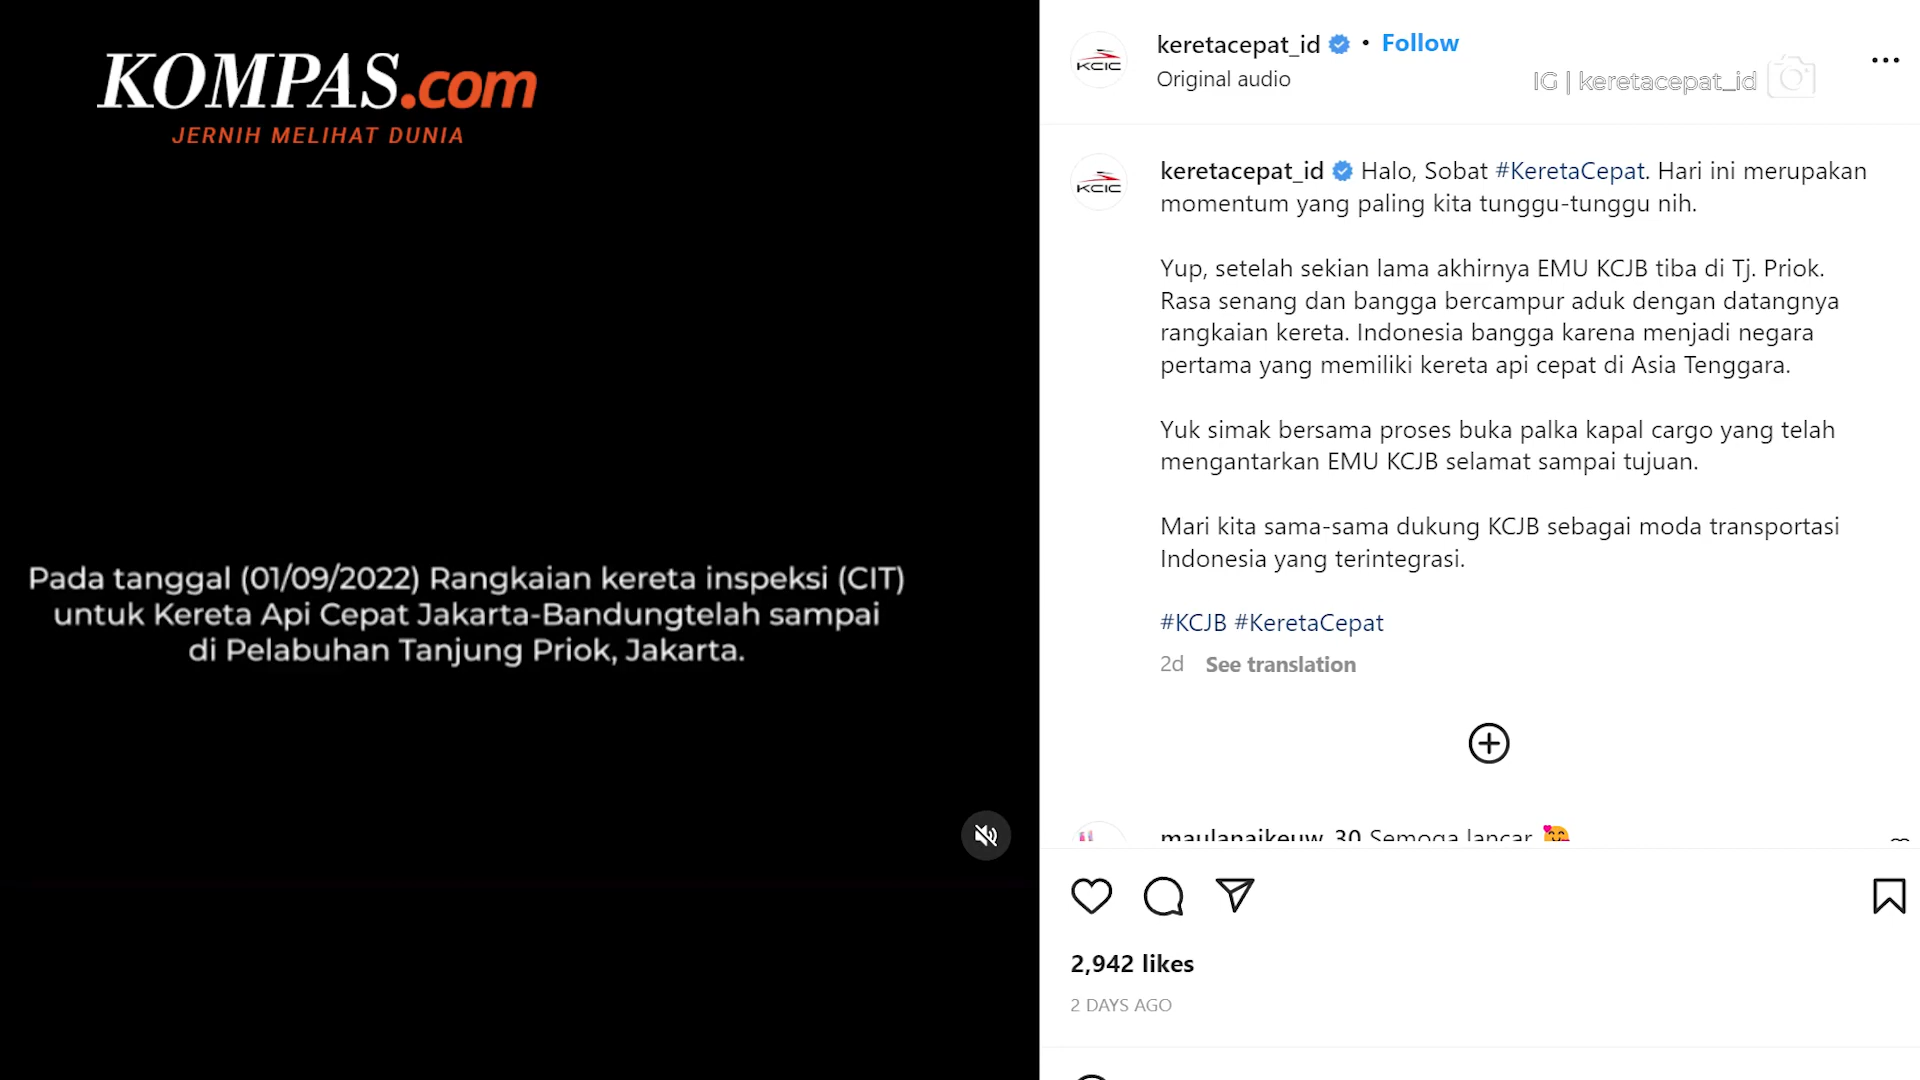 KOMPAS.com
JERNIH MELIHAT DUNIA
Pada tanggal (01/09/2022) Rangkaian kereta inspeksi (CIT)
untuk Kereta Api Cepat Jakarta-Bandungtelah sampai
di Pelabuhan Tanjung Priok, Jakarta.
KCIC
keretacepat_id • Follow
Original audio
IG | keretacepat_id
KCIC
keretacepat_id Halo, Sobat #KeretaCepat. Hari ini merupakan
momentum yang paling kita tunggu-tunggu nih.
Yup, setelah sekian lama akhirnya EMU KCJB tiba di Tj. Priok.
Rasa senang dan bangga bercampur aduk dengan datangnya
rangkaian kereta. Indonesia bangga karena menjadi negara
pertama yang memiliki kereta api cepat di Asia Tenggara.
Yuk simak bersama proses buka palka kapal cargo yang telah
mengantarkan EMU KCJB selamat sampai tujuan.
Mari kita sama-sama dukung KCJB sebagai moda transportasi
Indonesia yang terintegrasi.
#KCJB #KeretaCepat
2d See translation
maulanaikeuw_30 Semoga lancar 🥰
2,942 likes
2 DAYS AGO